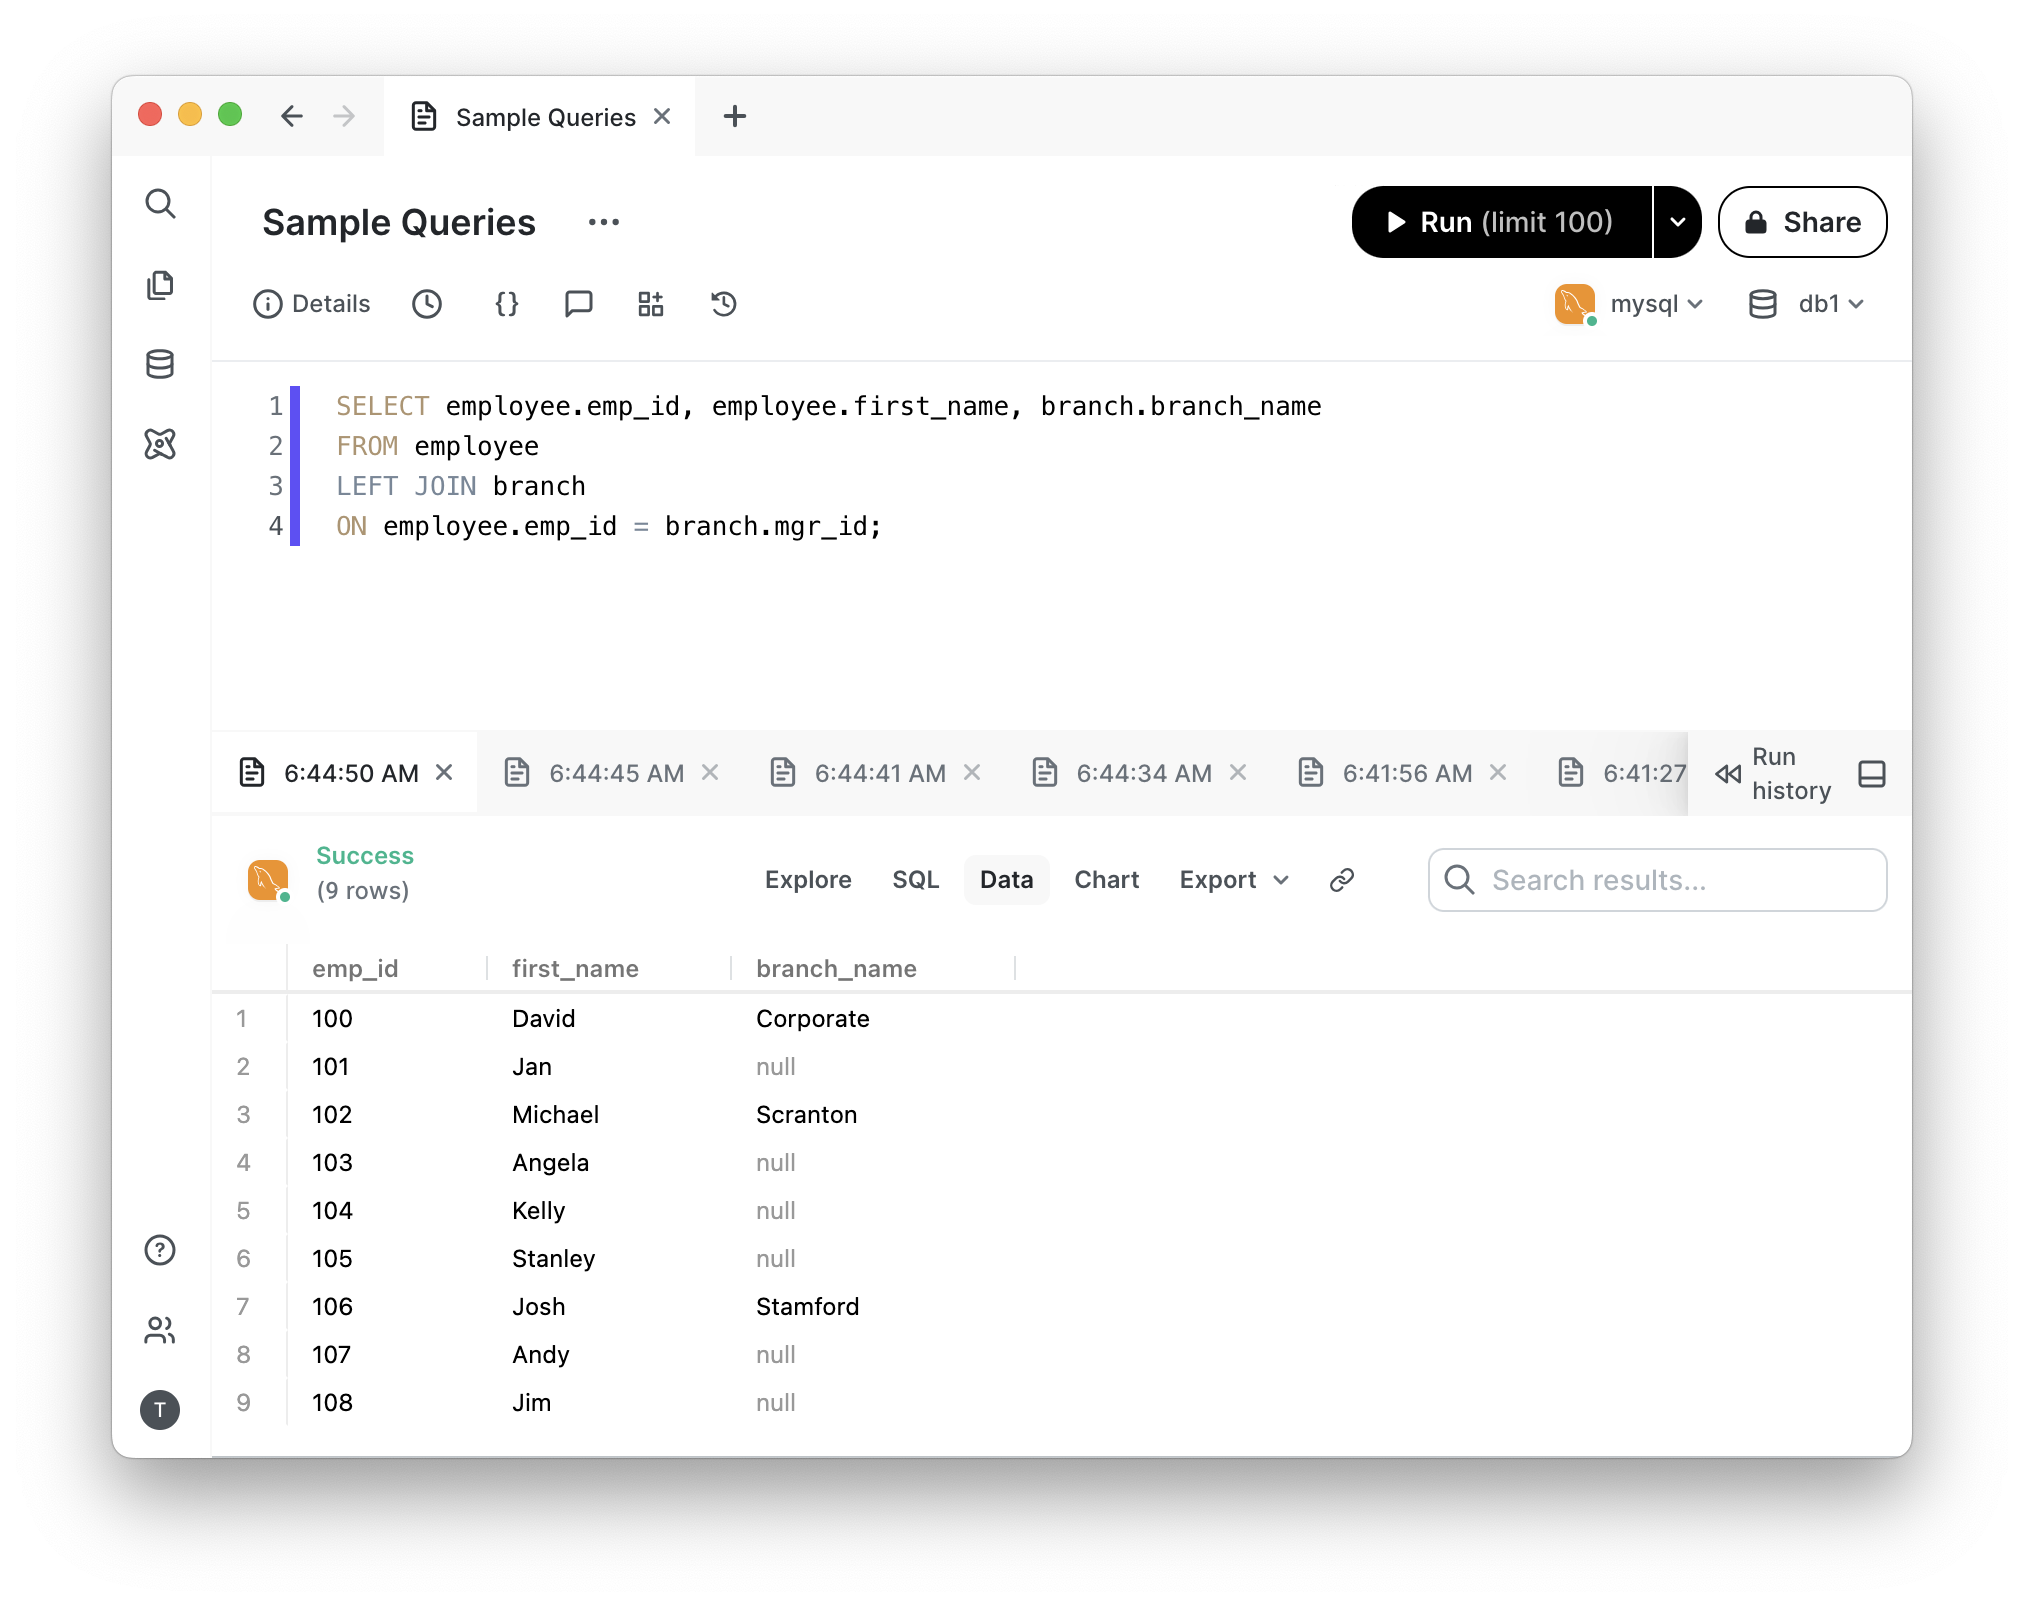 Sample Queries
Sample Queries
Run (limit 100)
Share
Details
{}
mysql
db1
1 SELECT employee.emp_id, employee.first_name, branch.branch_name
2 FROM employee
3 LEFT JOIN branch
4 ON employee.emp_id = branch.mgr_id;
6:44:50 AM
6:44:45 AM
6:44:41 AM
6:44:34 AM
6:41:56 AM
6:41:27
Run
history
Success
(9 rows)
Explore
SQL
Data
Chart
Export
Search results...
emp_id first_name branch_name
1 100 David Corporate
2 101 Jan null
3 102 Michael Scranton
4 103 Angela null
5 104 Kelly null
6 105 Stanley null
7 106 Josh Stamford
8 107 Andy null
9 108 Jim null
T